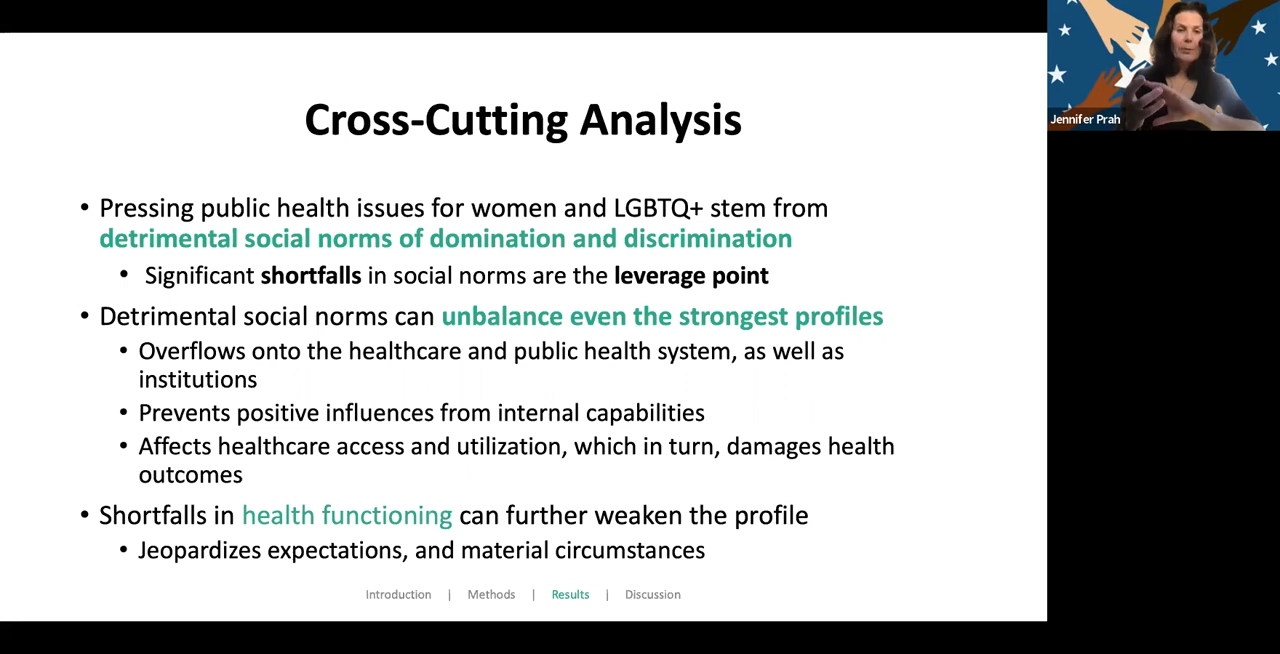 Cross-Cutting Analysis
Jennifer Prah
• Pressing public health issues for women and LGBTQ+ stem from
detrimental social norms of domination and discrimination
• Significant shortfalls in social norms are the leverage point
• Detrimental social norms can unbalance even the strongest profiles
• Overflows onto the healthcare and public health system, as well as
institutions
• Prevents positive influences from internal capabilities
• Affects healthcare access and utilization, which in turn, damages health
outcomes
• Shortfalls in health functioning can further weaken the profile
• Jeopardizes expectations, and material circumstances
Introduction | Methods | Results | Discussion